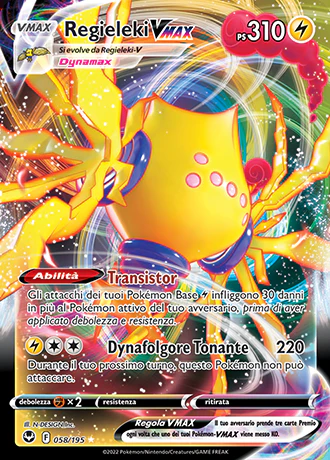 VMAX Regieleki VMAX PS 310
Si evolve da Regieleki-V
Dynamax
Abilità Transistor
Gli attacchi dei tuoi Pokémon Base infliggono 30 danni
in più al Pokémon attivo del tuo avversario, prima di aver
applicato debolezza e resistenza.
Dynafolgore Tonante 220
Durante il tuo prossimo turno, questo Pokémon non può
attaccare.
debolezza ×2 resistenza ritirata
Ill. N-DESIGN Inc.
F 058/195 ★
Regola VMAX Il tuo avversario prende tre carte Premio
ogni volta che uno dei tuoi Pokémon-VMAX viene messo KO.
©2022 Pokémon/Nintendo/Creatures/GAME FREAK